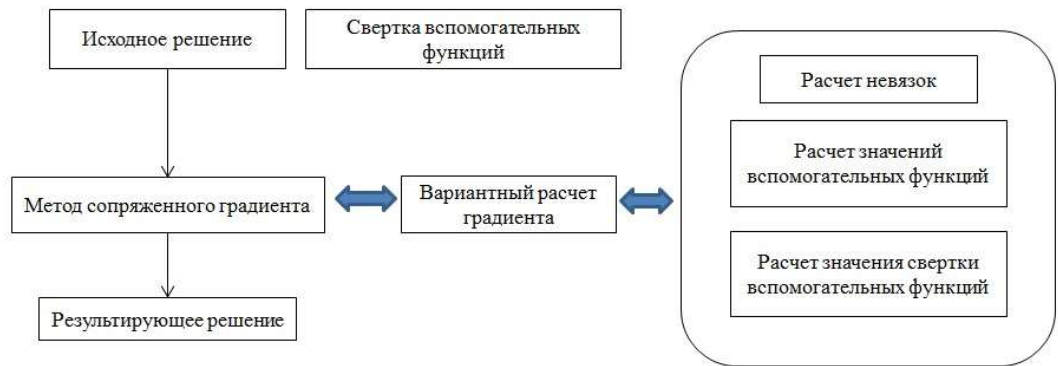 Исходное решение
Свертка вспомогательных
функций
Расчет невязок
Расчет значений
вспомогательных функций
Метод сопряженного градиента
Вариантный расчет
градиента
Расчет значения свертки
вспомогательных функций
Результирующее решение